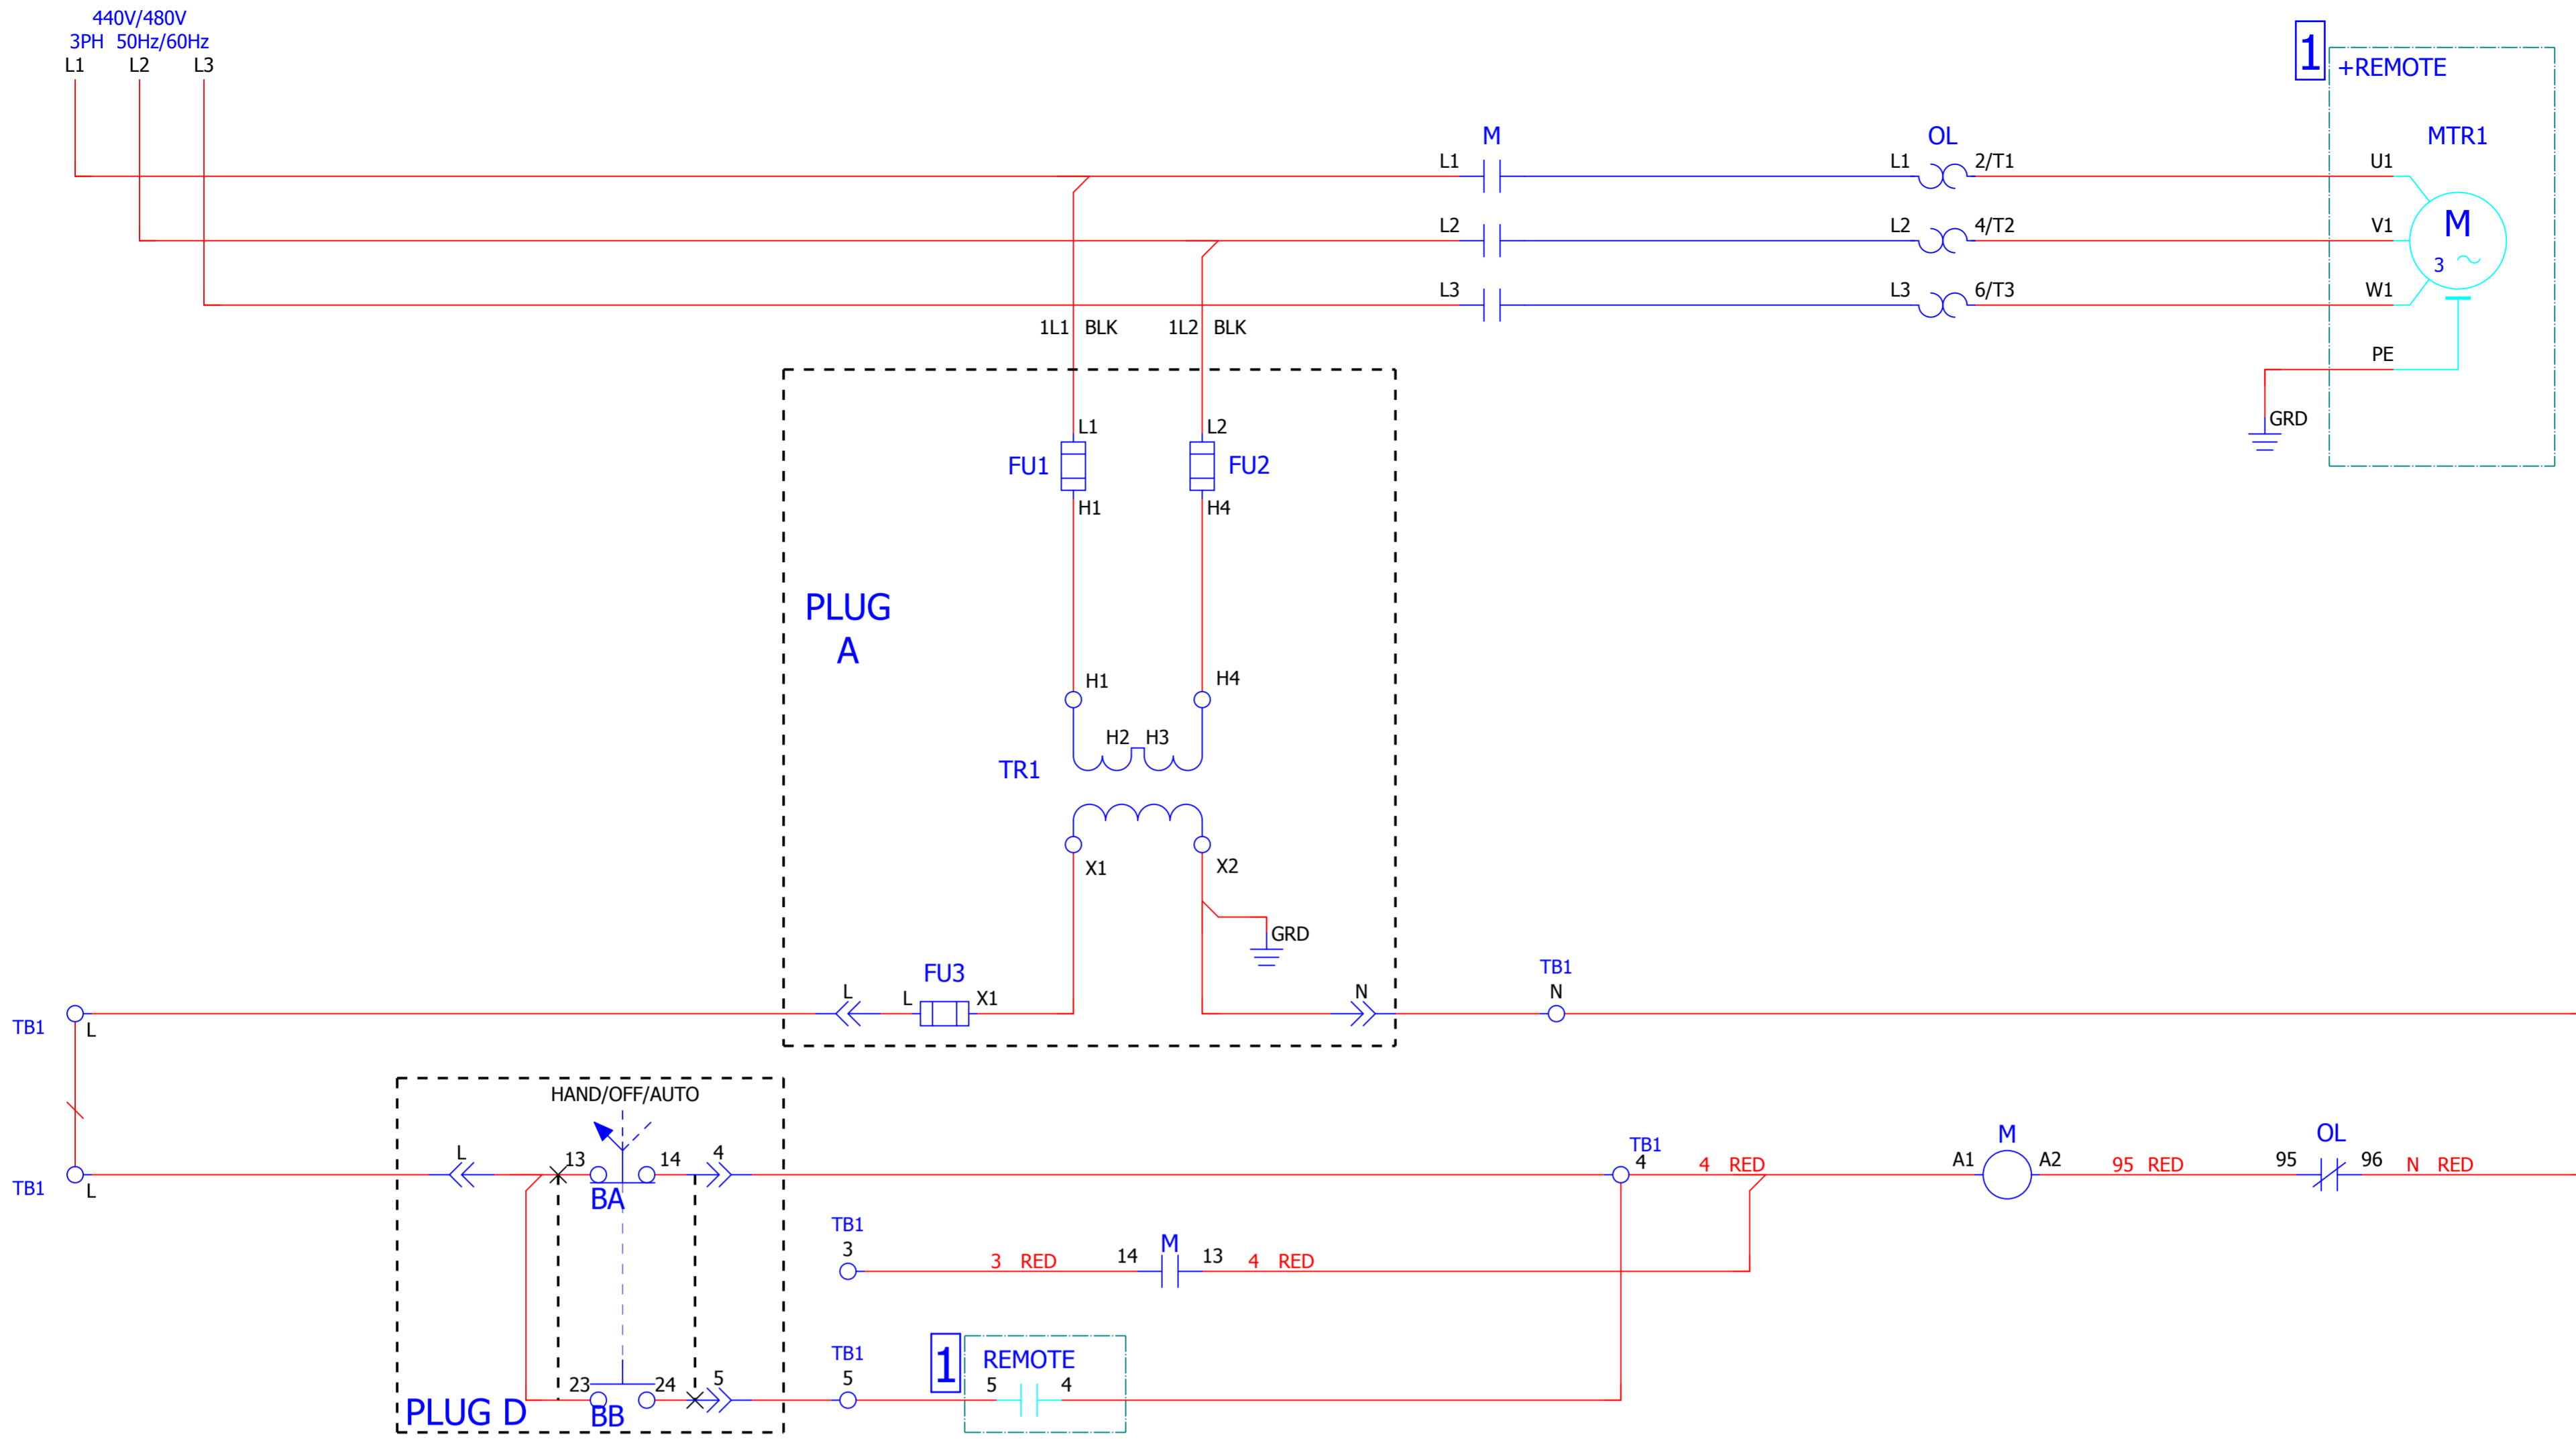 440V/480V
3PH 50Hz/60Hz
L1 L2 L3
1
+REMOTE
M
OL
MTR1
L1
L1 2/T1
U1
L2
L2 4/T2
V1
M
3
L3
L3 6/T3
W1
1L1 BLK
1L2 BLK
PE
GRD
L1
L2
FU1
FU2
H1
H4
PLUG
A
H1
H4
H2 H3
TR1
X1
X2
GRD
FU3
L
L
X1
N
TB1
N
TB1
L
HAND/OFF/AUTO
L
13
14
4
BA
TB1
L
TB1
4
4 RED
A1
M
A2
95 RED
OL
95
96
N RED
TB1
3
3 RED
14
M
13
4 RED
TB1
5
1
REMOTE
5
4
23
24
5
BB
PLUG D